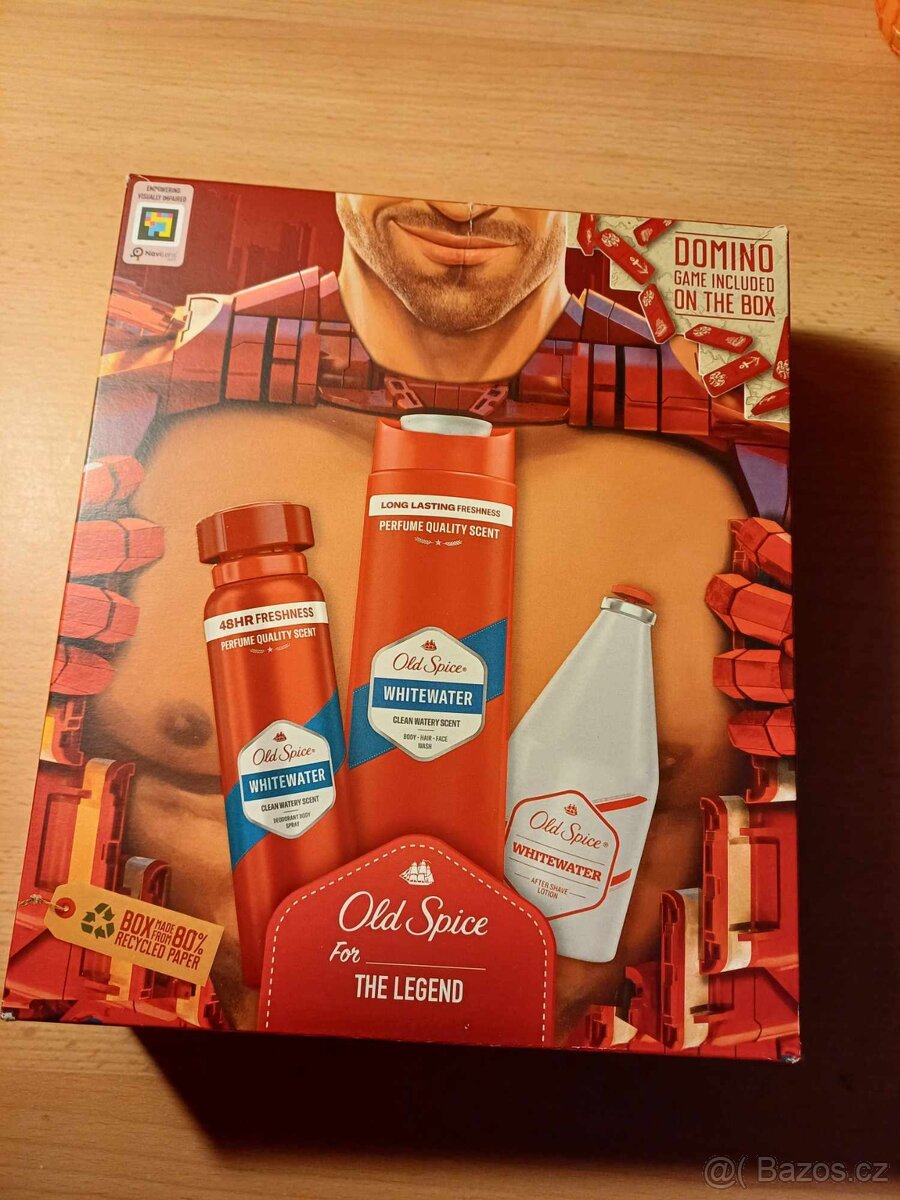 EMPOWERING
VISUALLY IMPAIRED
NaviLens
DOMINO
GAME INCLUDED
ON THE BOX
LONG LASTING FRESHNESS
PERFUME QUALITY SCENT
Old Spice®
WHITEWATER
CLEAN WATERY SCENT
BODY - HAIR - FACE
WASH
48HR FRESHNESS
PERFUME QUALITY SCENT
Old Spice®
WHITEWATER
CLEAN WATERY SCENT
DEODORANT BODY
SPRAY
Old Spice®
WHITEWATER
AFTER SHAVE
LOTION
BOX MADE FROM 80%
RECYCLED PAPER
Old Spice
For
THE LEGEND
@( Bazos.cz